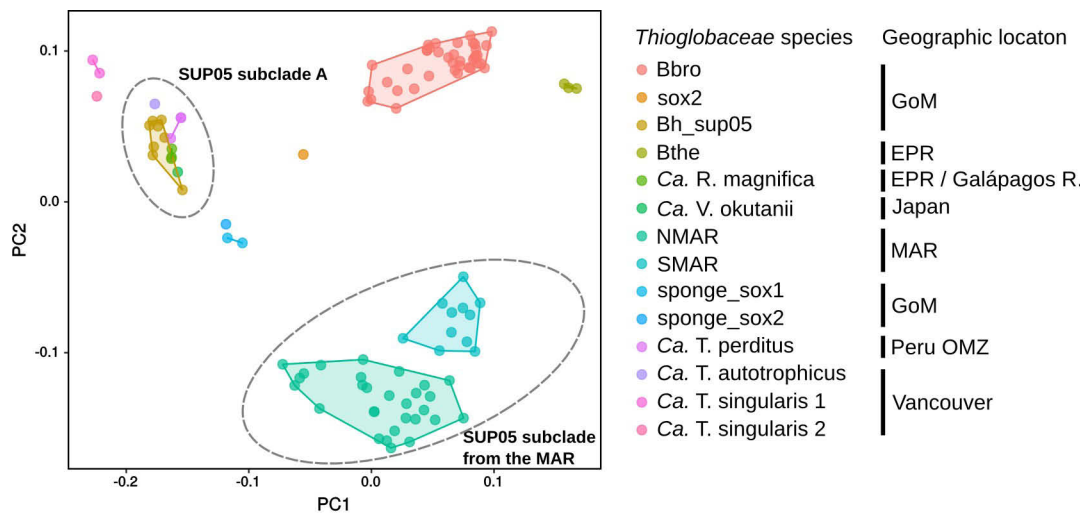 0.1
0.0
-0.1
PC2
-0.2
-0.1
0.0
0.1
PC1
SUP05 subclade A
SUP05 subclade
from the MAR
Thioglobaceae species
Geographic locaton
Bbro
sox2
Bh_sup05
Bthe
Ca. R. magnifica
Ca. V. okutanii
NMAR
SMAR
sponge_sox1
sponge_sox2
Ca. T. perditus
Ca. T. autotrophicus
Ca. T. singularis 1
Ca. T. singularis 2
GoM
EPR
EPR / Galápagos R.
Japan
MAR
GoM
Peru OMZ
Vancouver